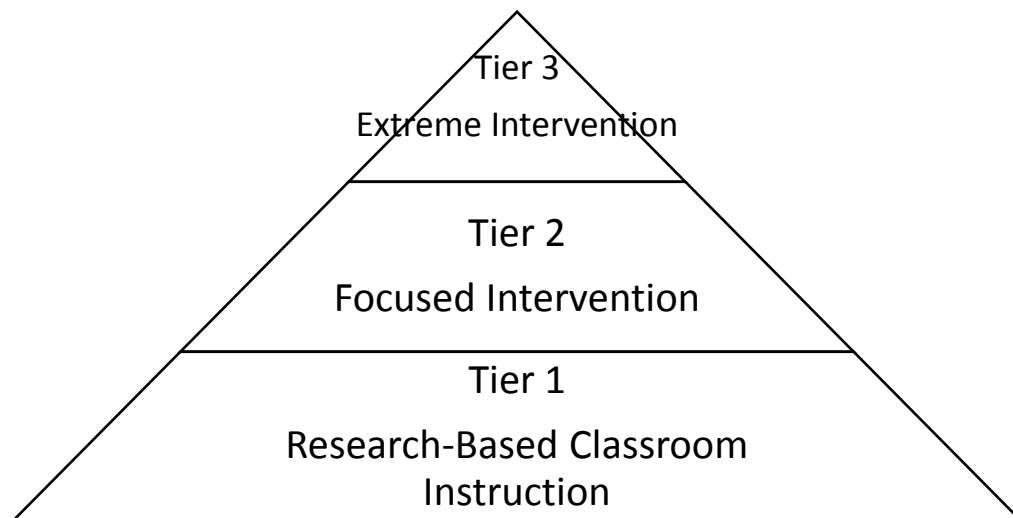 Tier 3
Extreme Intervention
Tier 2
Focused Intervention
Tier 1
Research-Based Classroom
Instruction